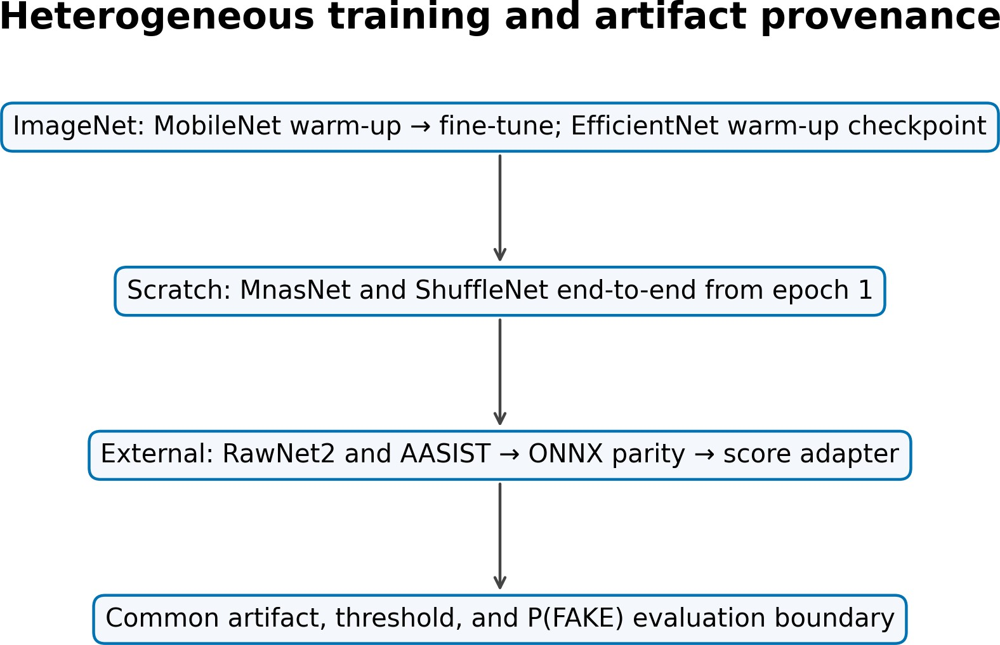 Heterogeneous training and artifact provenance
ImageNet: MobileNet warm-up → fine-tune; EfficientNet warm-up checkpoint
Scratch: MnasNet and ShuffleNet end-to-end from epoch 1
External: RawNet2 and AASIST → ONNX parity → score adapter
Common artifact, threshold, and P(FAKE) evaluation boundary